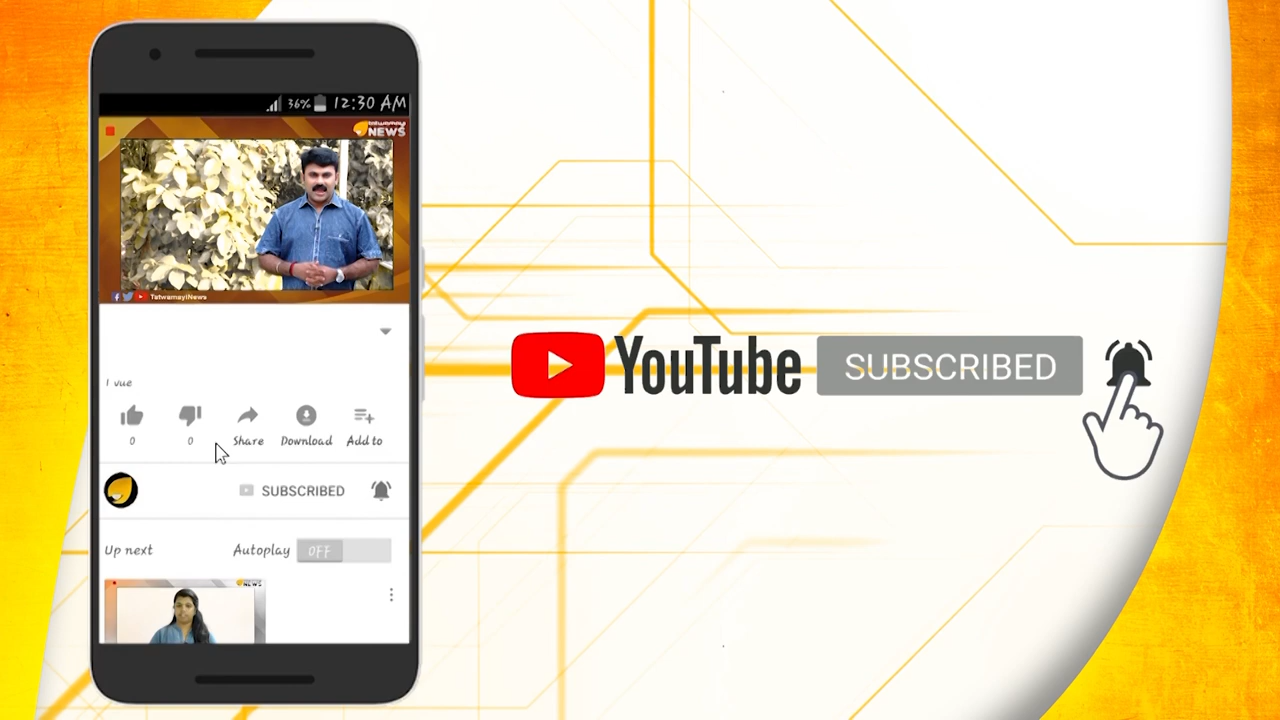 36% 12:30 AM
tatwamayi
NEWS
TatwamayiNews
1 vue
0 0 Share Download Add to
SUBSCRIBED
Up next Autoplay OFF
NEWS
YouTube SUBSCRIBED